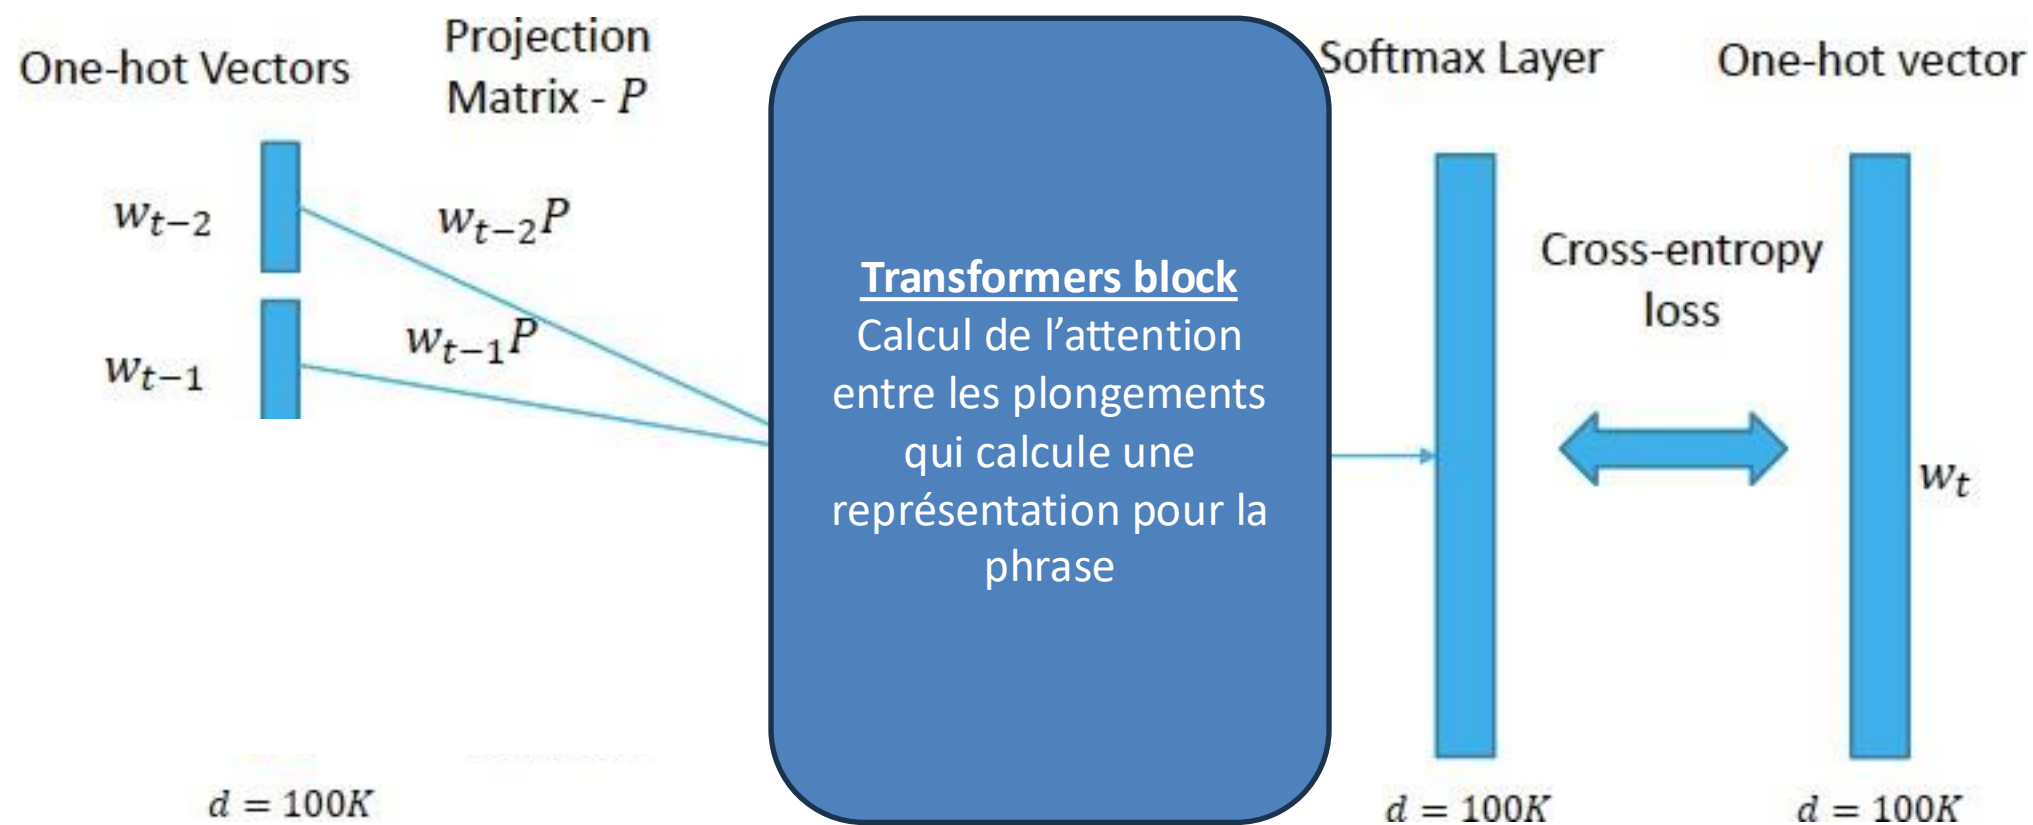 One-hot Vectors
Projection
Matrix - P
Softmax Layer
One-hot vector
w_{t-2}
w_{t-2}P
w_{t-1}P
w_{t-1}
Transformers block
Calcul de l’attention
entre les plongements
qui calcule une
représentation pour la
phrase
Cross-entropy
loss
w_t
d = 100K
d = 100K
d = 100K